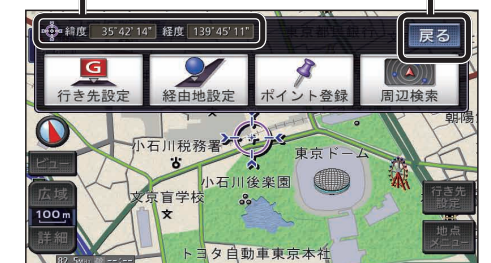 緯度 35°42'14" 経度 139°45'11"
戻る
G
行き先設定 経由地設定 ポイント登録 周辺検索
朝陽
小石川税務署
東京ドーム
ビュー
小石川後楽園
広域
文京盲学校
文
行き先
設定
100m
詳細
地点
メニュー
トヨタ自動車東京本社